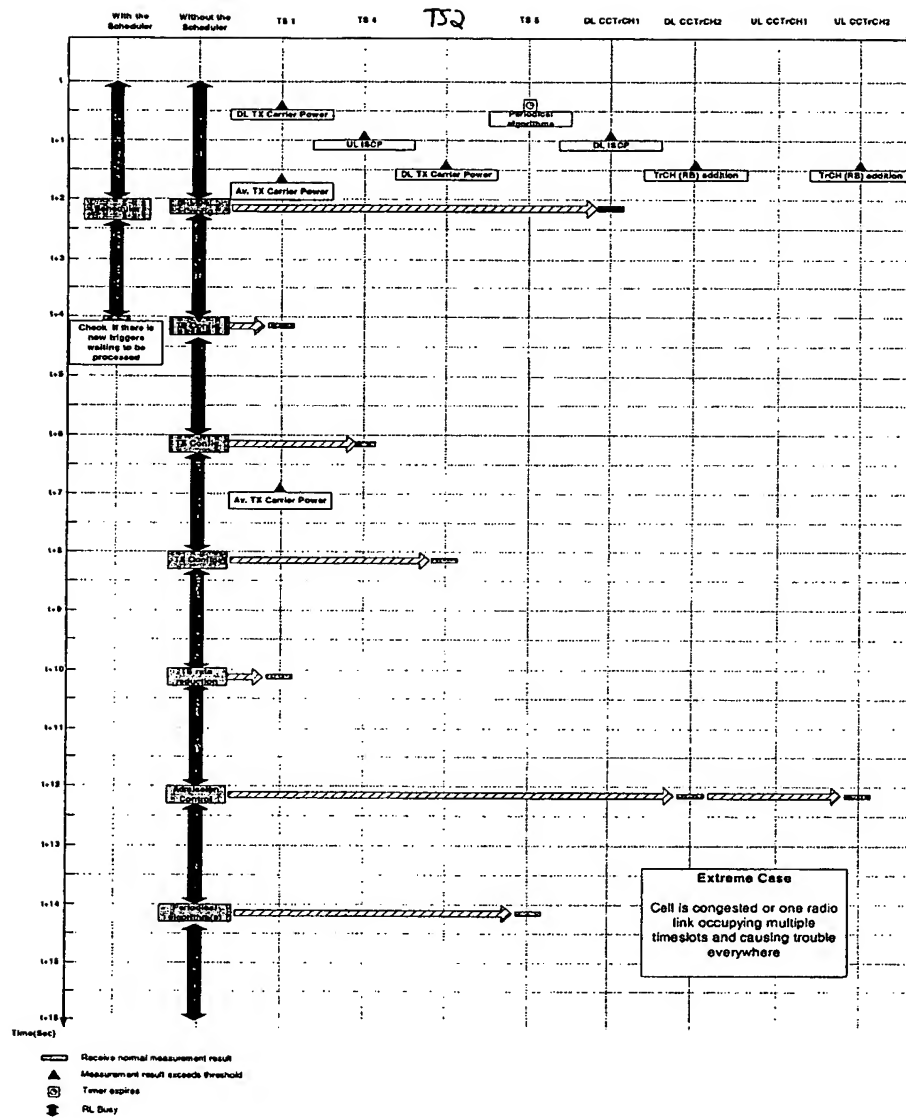 With the Scheduler
Without the Scheduler
TS 1
TS 4
TS2
TS 5
DL CCTrCH1
DL CCTrCH2
UL CCTrCH1
UL CCTrCH2
t
DL TX Carrier Power
Periodical algorithms
t+1
UL ISCP
DL ISCP
DL TX Carrier Power
TrCH (RB) addition
TrCH (RB) addition
Av. TX Carrier Power
t+2
t+3
t+4
Check. If there is
new triggers
waiting to be
processed
t+5
t+6
t+7
Av. TX Carrier Power
t+8
t+9
t+10
reduction
t+11
t+12
Admission
Control
t+13
t+14
Periodical
t+15
t+16
Time(Sec)
Extreme Case
Cell is congested or one radio
link occupying multiple
timeslots and causing trouble
everywhere
Receive normal measurement result
Measurement result exceeds threshold
Timer expires
RL Busy